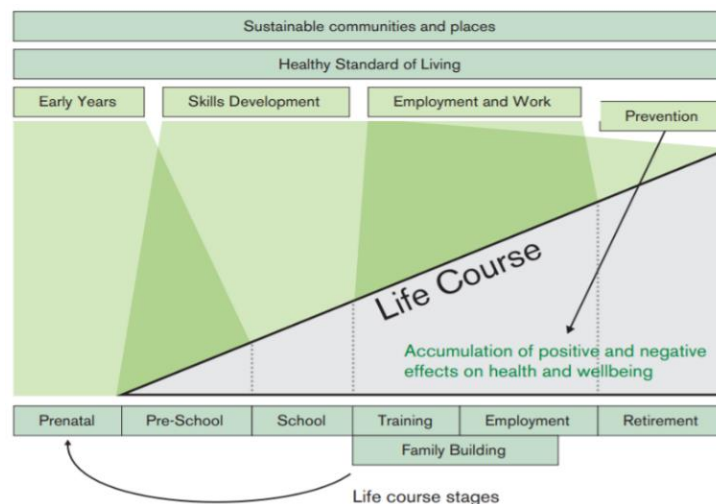 Sustainable communities and places
Healthy Standard of Living
Early Years
Skills Development
Employment and Work
Prevention
Life Course
Accumulation of positive and negative
effects on health and wellbeing
Prenatal
Pre-School
School
Training
Employment
Retirement
Family Building
Life course stages